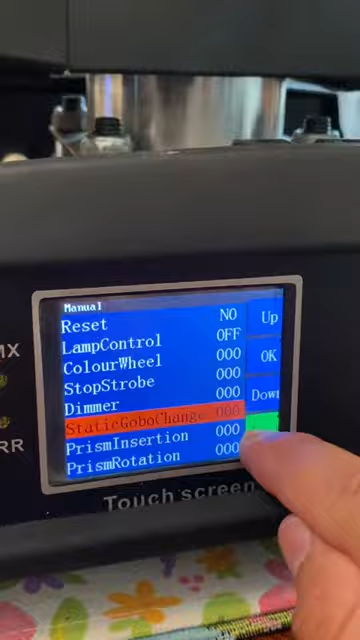 Manual
Reset NO
LampControl OFF
ColourWheel 000
StopStrobe 000
Dimmer 000
StaticGoboChange 000
PrismInsertion 000
PrismRotation 000
Up
OK
Down
MX
RR
Touch screen